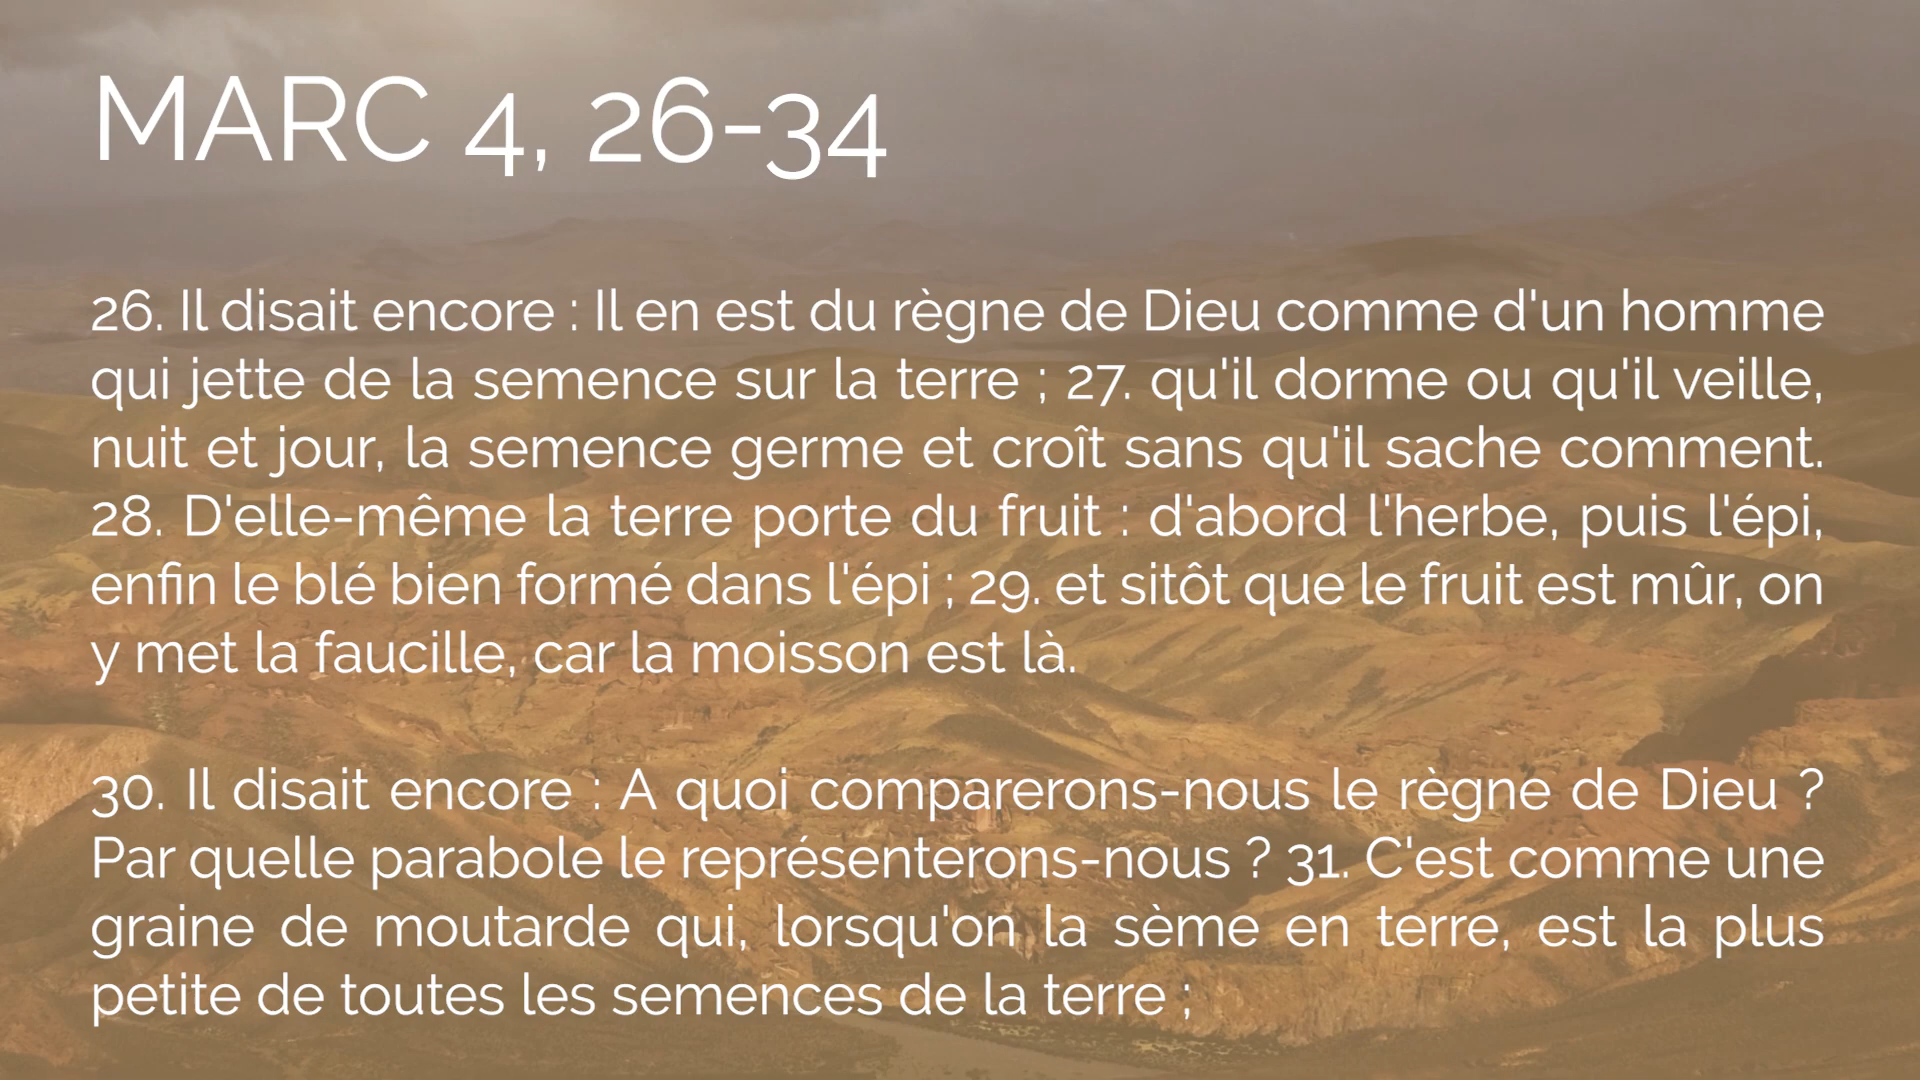 MARC 4, 26-34
26. Il disait encore : Il en est du règne de Dieu comme d'un homme
qui jette de la semence sur la terre ; 27. qu'il dorme ou qu'il veille,
nuit et jour, la semence germe et croît sans qu'il sache comment.
28. D'elle-même la terre porte du fruit : d'abord l'herbe, puis l'épi,
enfin le blé bien formé dans l'épi ; 29. et sitôt que le fruit est mûr, on
y met la faucille, car la moisson est là.
30. Il disait encore : A quoi comparerons-nous le règne de Dieu ?
Par quelle parabole le représenterons-nous ? 31. C'est comme une
graine de moutarde qui, lorsqu'on la sème en terre, est la plus
petite de toutes les semences de la terre ;